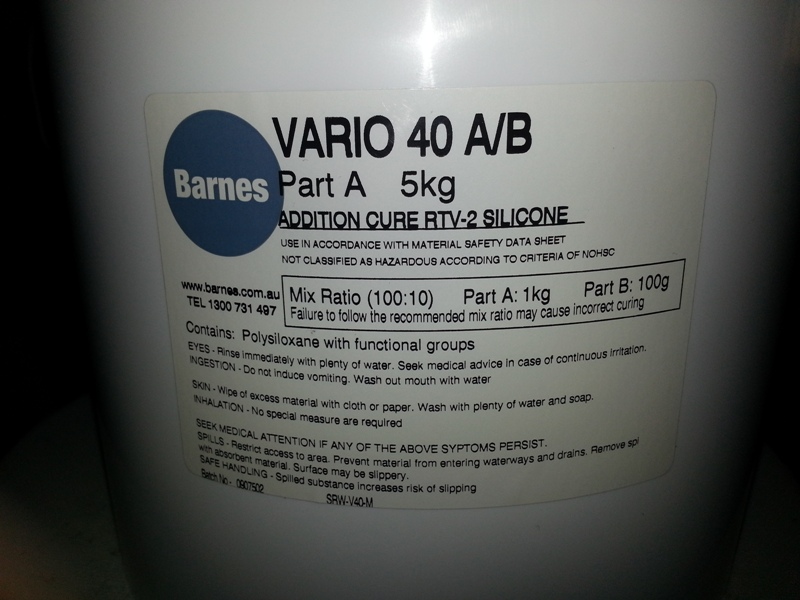 Barnes
VARIO 40 A/B
Part A 5kg
ADDITION CURE RTV-2 SILICONE
USE IN ACCORDANCE WITH MATERIAL SAFETY DATA SHEET
NOT CLASSIFIED AS HAZARDOUS ACCORDING TO CRITERIA OF NOHSC
www.barnes.com.au
TEL 1300 731 497
Mix Ratio (100:10) Part A: 1kg Part B: 100g
Failure to follow the recommended mix ratio may cause incorrect curing
Contains: Polysiloxane with functional groups
EYES - Rinse immediately with plenty of water. Seek medical advice in case of continuous irritation.
INGESTION - Do not induce vomiting. Wash out mouth with water
SKIN - Wipe of excess material with cloth or paper. Wash with plenty of water and soap.
INHALATION - No special measure are required
SEEK MEDICAL ATTENTION IF ANY OF THE ABOVE SYPTOMS PERSIST.
SPILLS - Restrict access to area. Prevent material from entering waterways and drains. Remove spi
with absorbent material. Surface may be slippery.
SAFE HANDLING - Spilled substance increases risk of slipping
Batch No - 0907502
SRW-V40-M